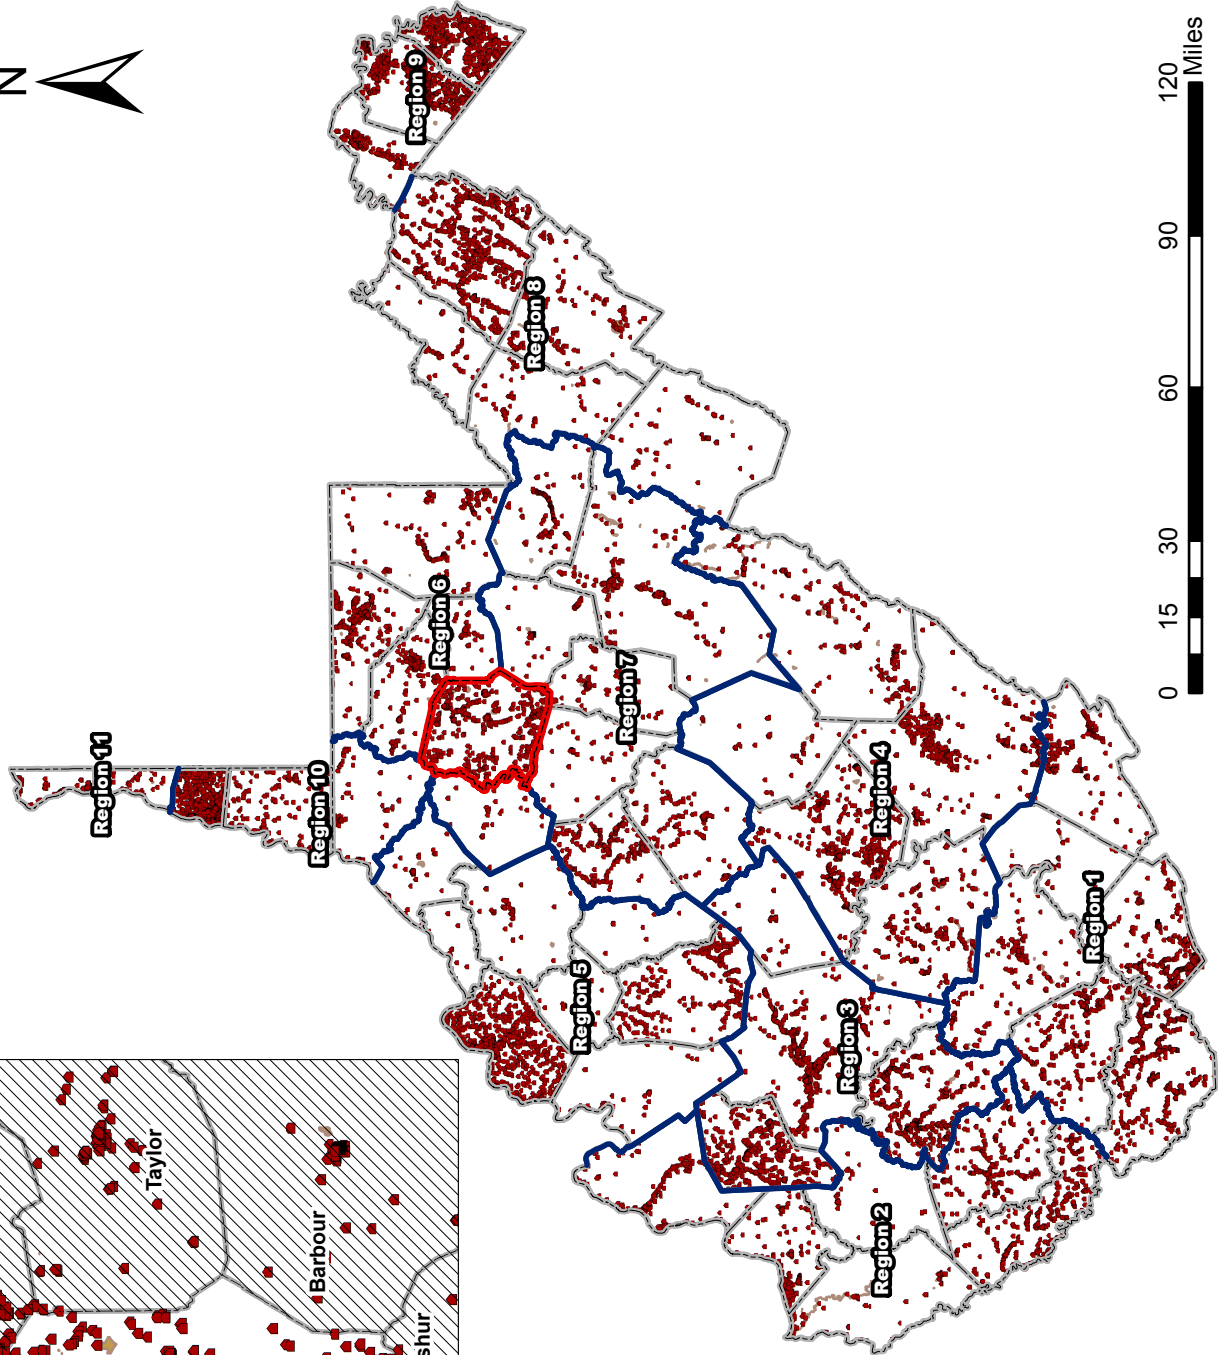 N
Region 9
Region 8
Region 11
Region 10
Region 6
Region 7
Region 5
Region 4
Region 3
Region 1
Region 2
Taylor
Barbour
shur
0 15 30 60 90 120
Miles